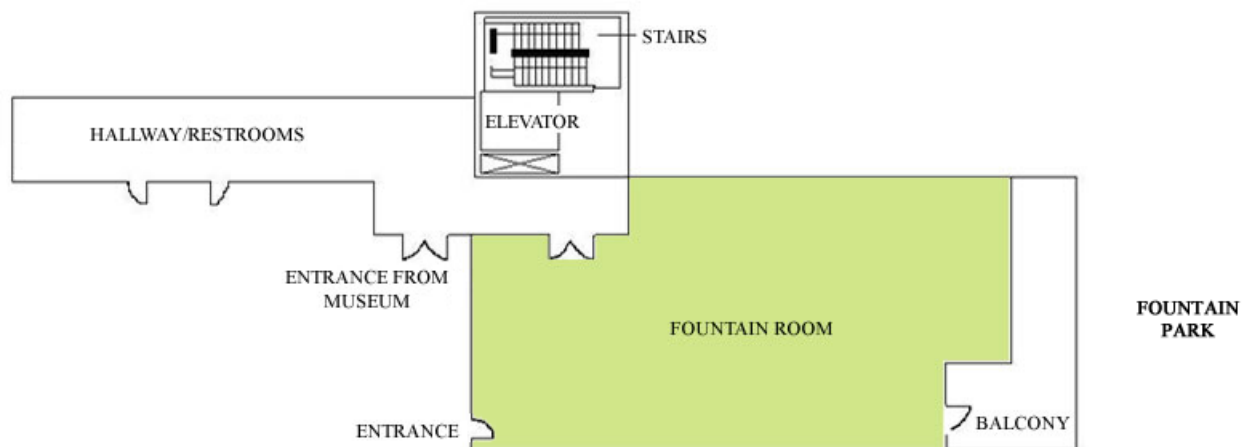 STAIRS
ELEVATOR
HALLWAY/RESTROOMS
ENTRANCE FROM
MUSEUM
FOUNTAIN ROOM
FOUNTAIN
PARK
ENTRANCE
BALCONY